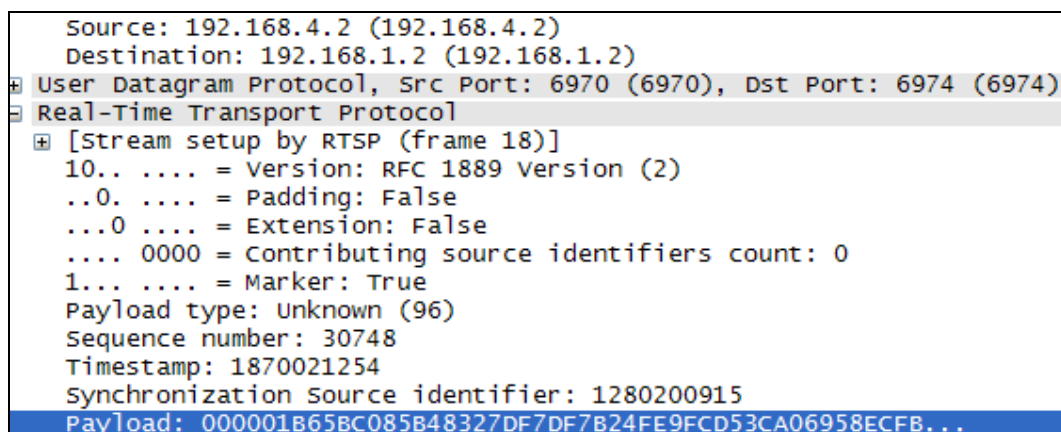 Source: 192.168.4.2 (192.168.4.2)
Destination: 192.168.1.2 (192.168.1.2)
User Datagram Protocol, Src Port: 6970 (6970), Dst Port: 6974 (6974)
Real-Time Transport Protocol
[Stream setup by RTSP (frame 18)]
10.. .... = Version: RFC 1889 Version (2)
..0. .... = Padding: False
...0 .... = Extension: False
.... 0000 = Contributing source identifiers count: 0
1... .... = Marker: True
Payload type: Unknown (96)
Sequence number: 30748
Timestamp: 1870021254
Synchronization Source identifier: 1280200915
Payload: 000001B65BC085B48327DF7DF7B24FE9FCD53CA06958ECFB...